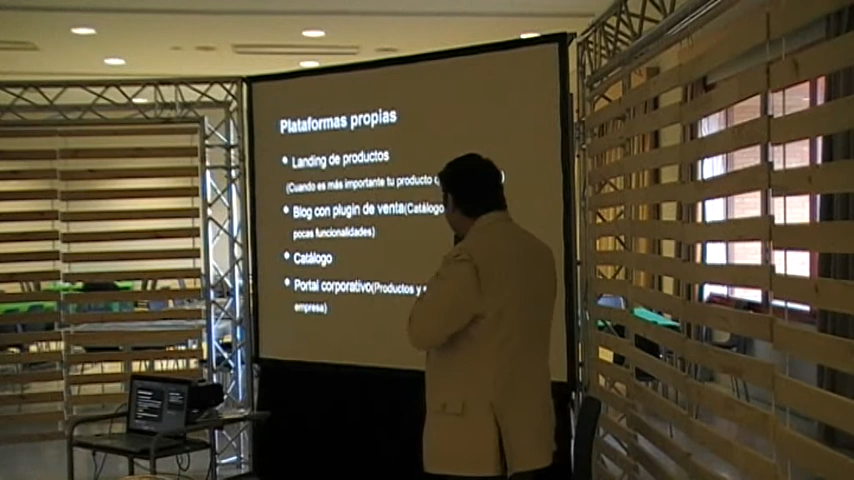 Plataformas propias
• Landing de productos
(Cuando es más importante tu producto
• Blog con plugin de venta(Catálogo
pocas funcionalidades)
• Catálogo
• Portal corporativo(Productos y
empresa)